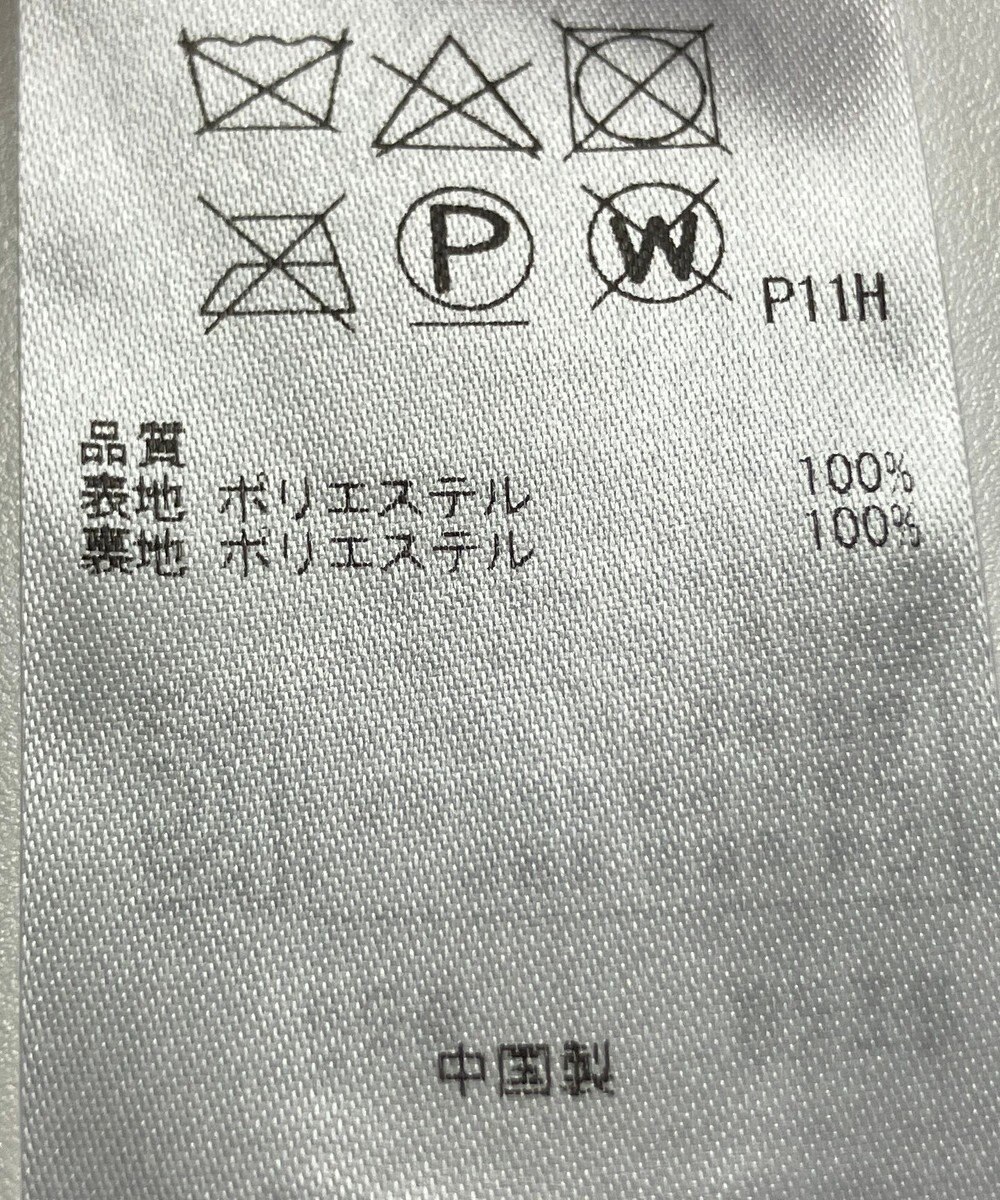 P W P11H
品質
表地 ポリエステル 100%
裏地 ポリエステル 100%
中国製